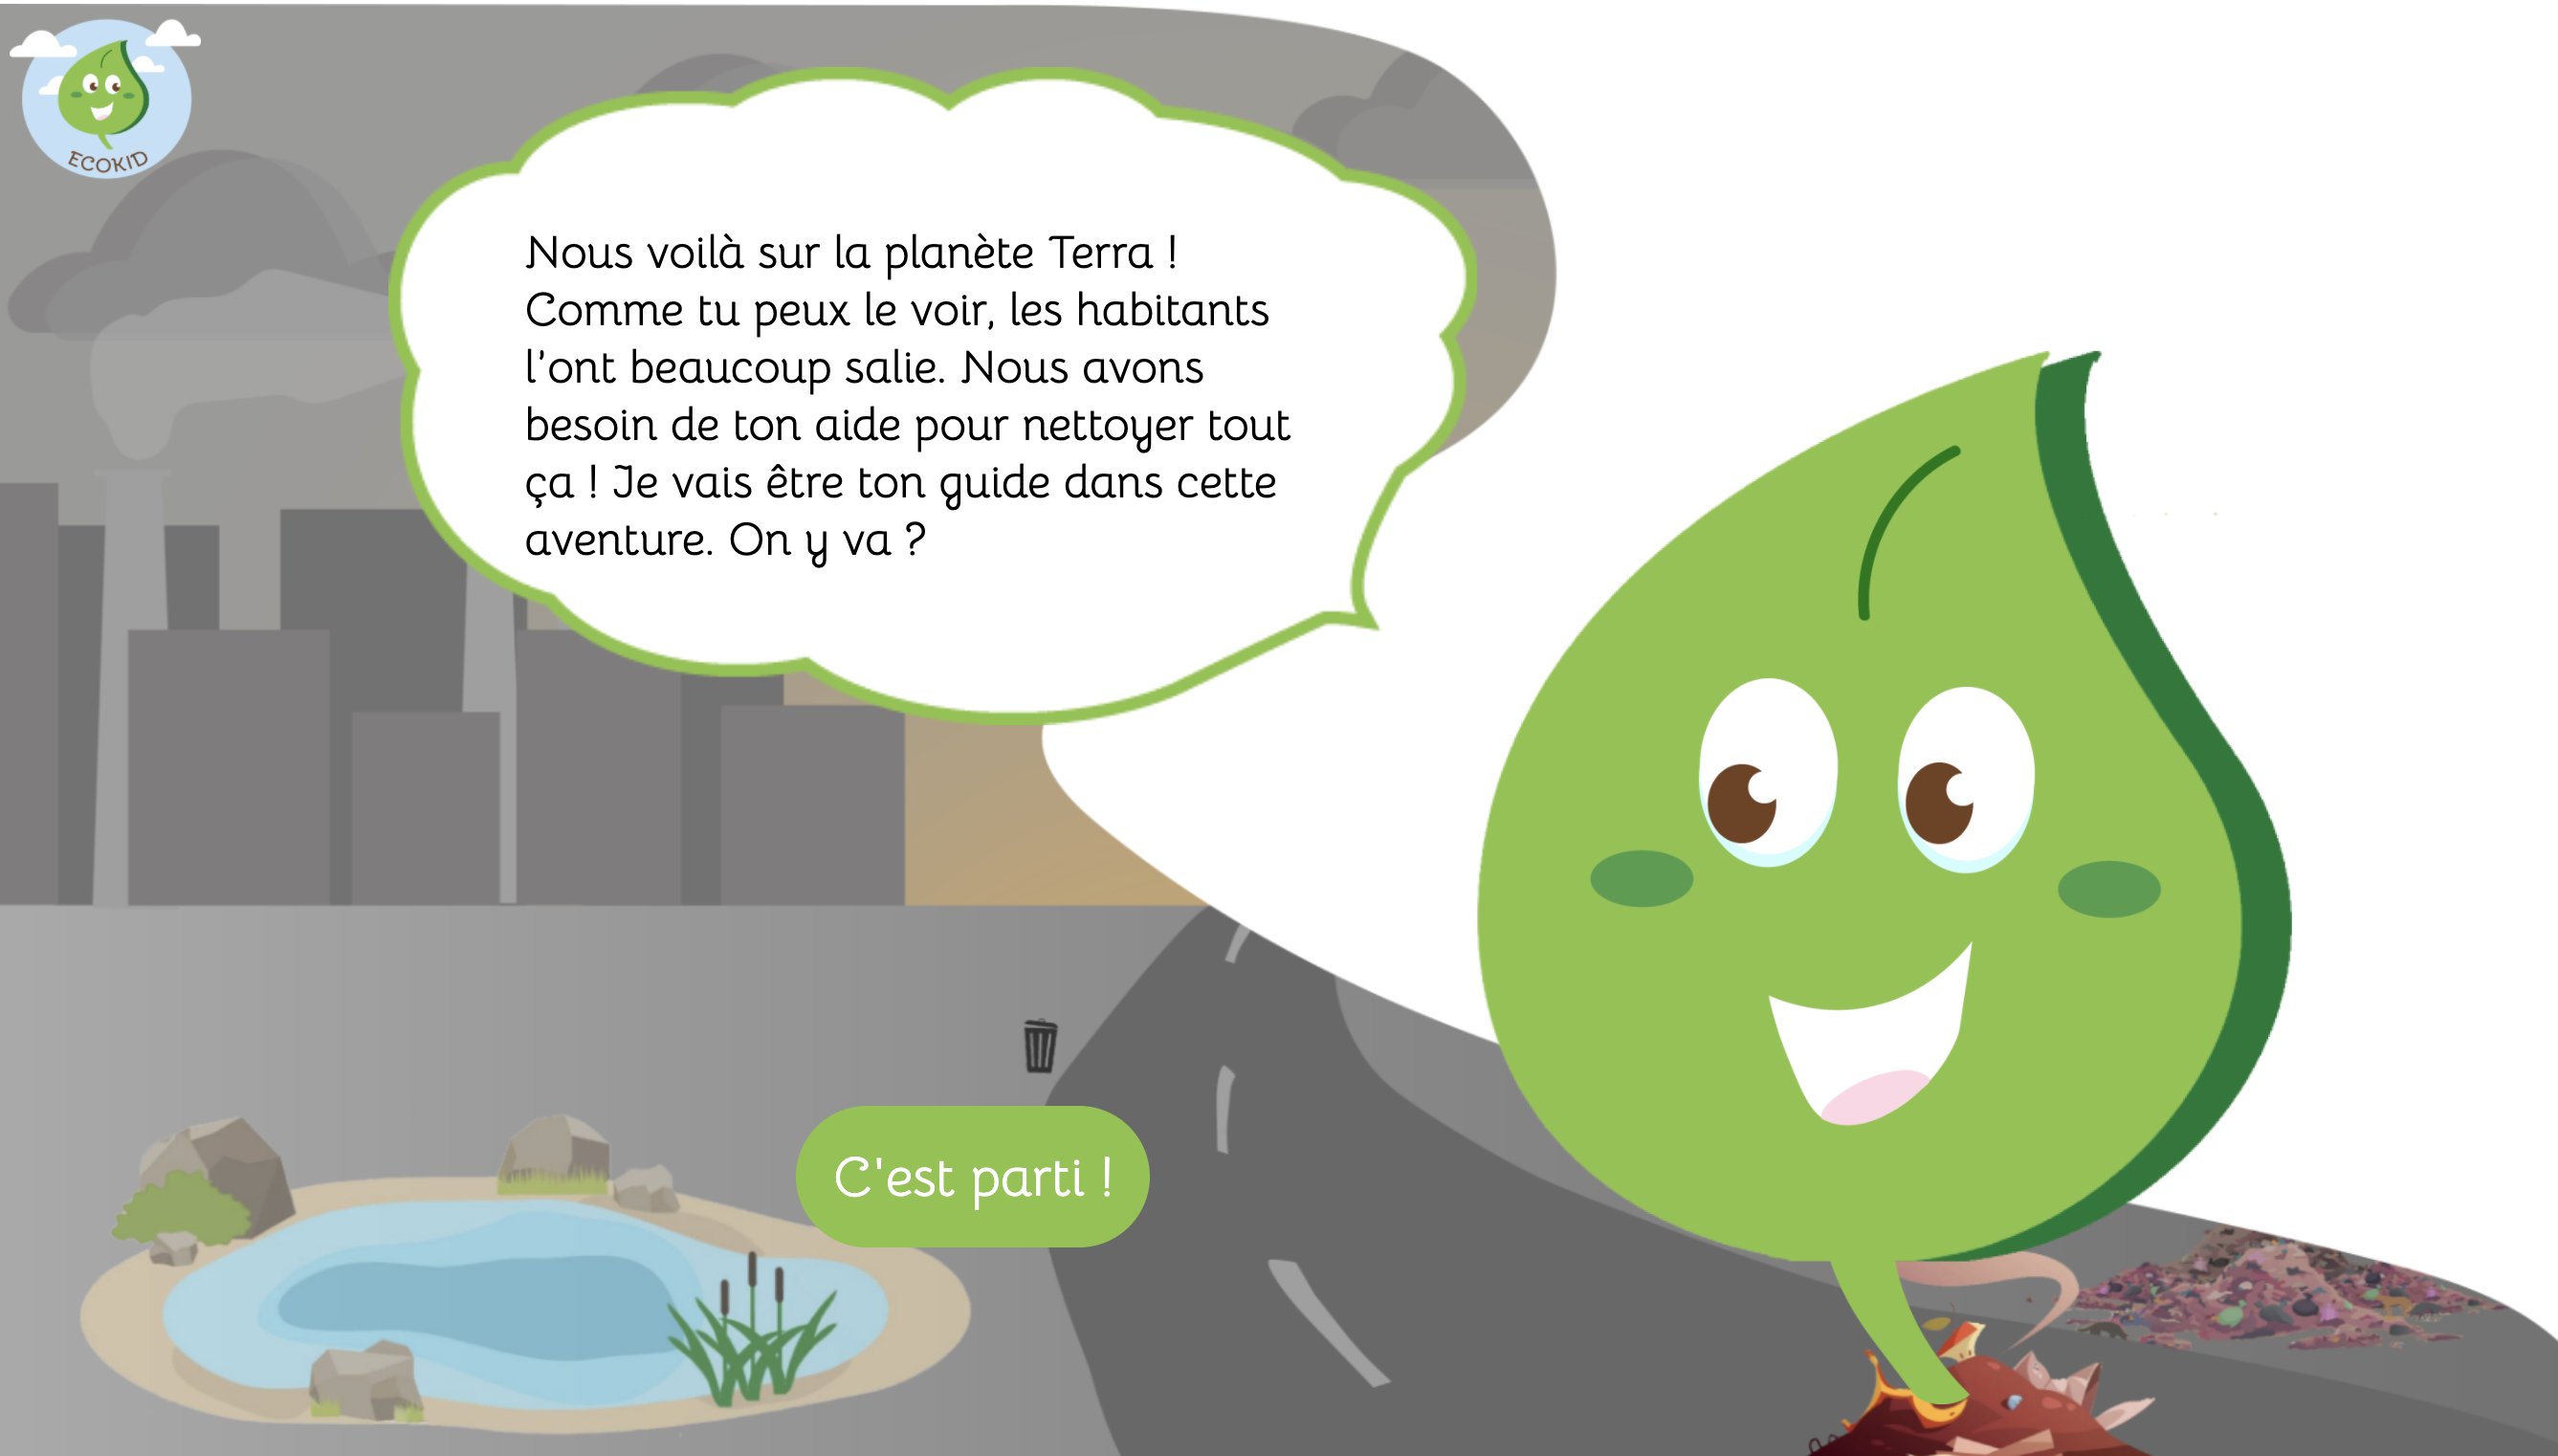 ECOKID
Nous voilà sur la planète Terra !
Comme tu peux le voir, les habitants
l'ont beaucoup salie. Nous avons
besoin de ton aide pour nettoyer tout
ça ! Je vais être ton guide dans cette
aventure. On y va ?
C'est parti !